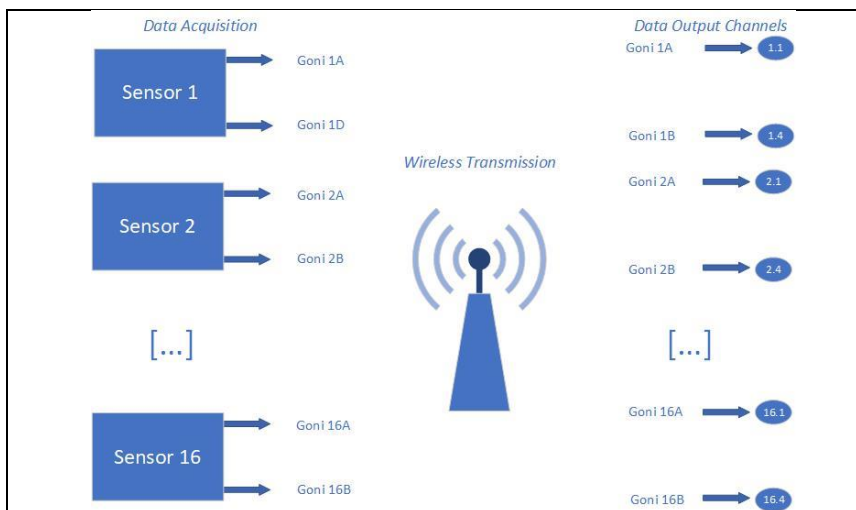 Data Acquisition
Sensor 1
Goni 1A
Goni 1D
Sensor 2
Goni 2A
Goni 2B
[...]
Sensor 16
Goni 16A
Goni 16B
Wireless Transmission
Data Output Channels
Goni 1A 1.1
Goni 1B 1.4
Goni 2A 2.1
Goni 2B 2.4
[...]
Goni 16A 16.1
Goni 16B 16.4